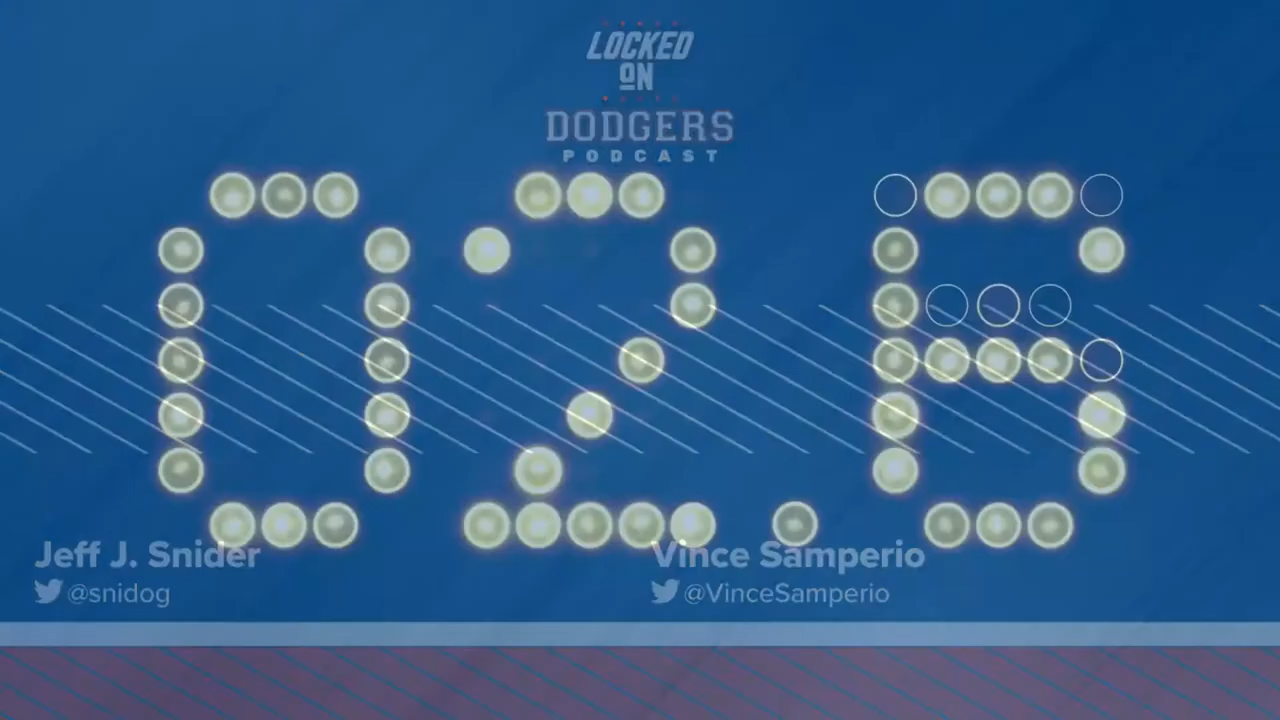 LOCKED
ON
DODGERS
PODCAST
02.6
Jeff J. Snider
@snidog
Vince Samperio
@VinceSamperio